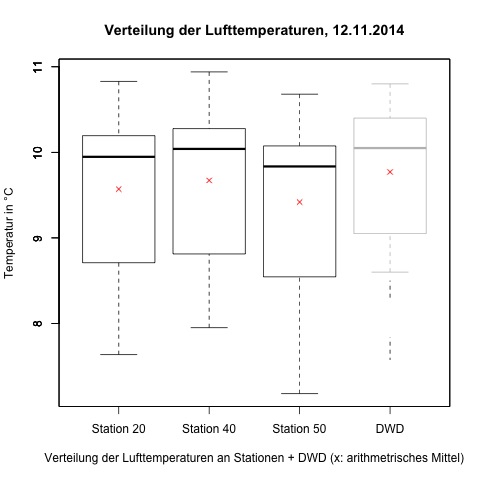 Verteilung der Lufttemperaturen, 12.11.2014
11
10
9
8
Temperatur in °C
Station 20 Station 40 Station 50 DWD
Verteilung der Lufttemperaturen an Stationen + DWD (x: arithmetrisches Mittel)